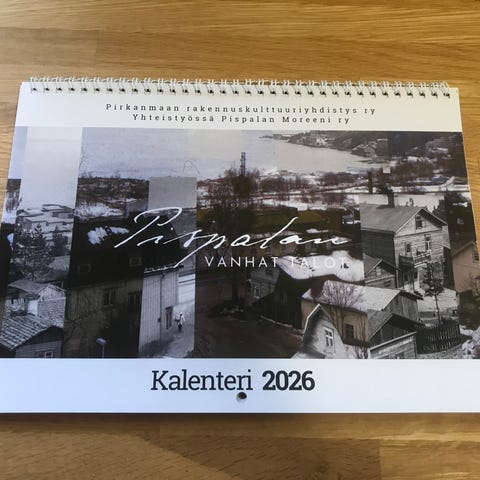 Pirkanmaan rakennuskulttuuriyhdistys ry
Yhteistyössä Pispalan Moreeni ry
Pispalan
VANHAT TALOT
Kalenteri 2026